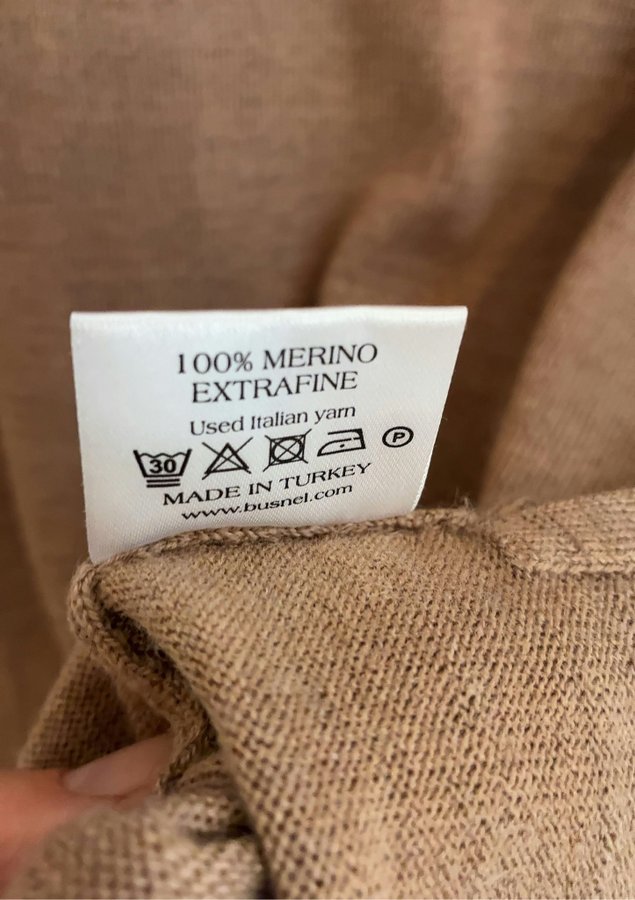 100% MERINO
EXTRAFINE
Used Italian yarn
30 P
MADE IN TURKEY
www.busnel.com